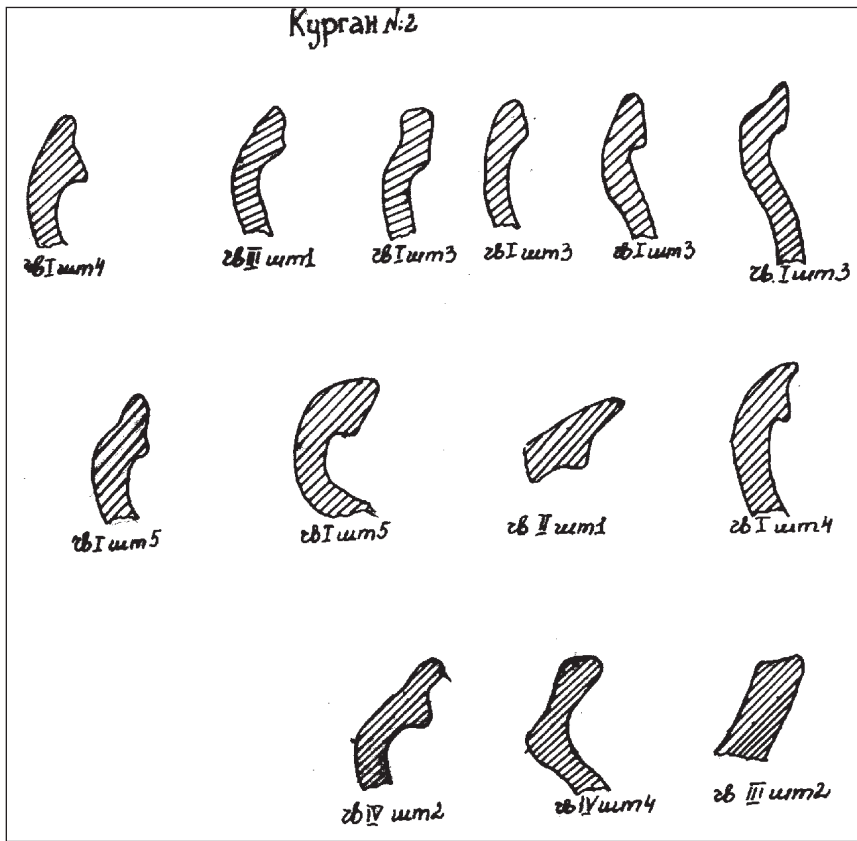 Курган №2
кв I шт4
кв III шт1
кв I шт3
кв I шт3
кв I шт3
кв. I шт3
кв I шт5
кв I шт5
кв II шт1
кв I шт4
кв IV шт2
кв IV шт4
кв III шт2